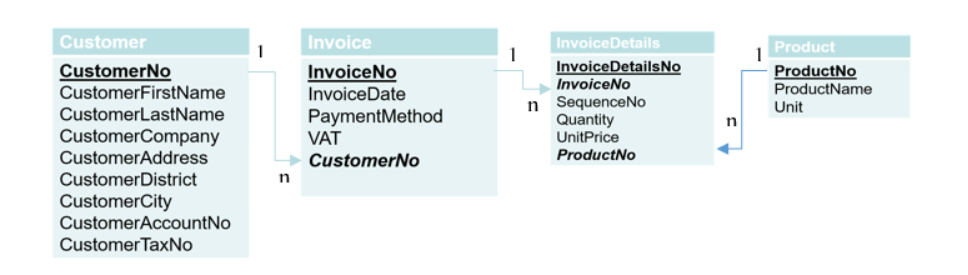 Customer
CustomerNo
CustomerFirstName
CustomerLastName
CustomerCompany
CustomerAddress
CustomerDistrict
CustomerCity
CustomerAccountNo
CustomerTaxNo
1
n
Invoice
InvoiceNo
InvoiceDate
PaymentMethod
VAT
CustomerNo
1
n
InvoiceDetails
InvoiceDetailsNo
InvoiceNo
SequenceNo
Quantity
UnitPrice
ProductNo
1
n
Product
ProductNo
ProductName
Unit